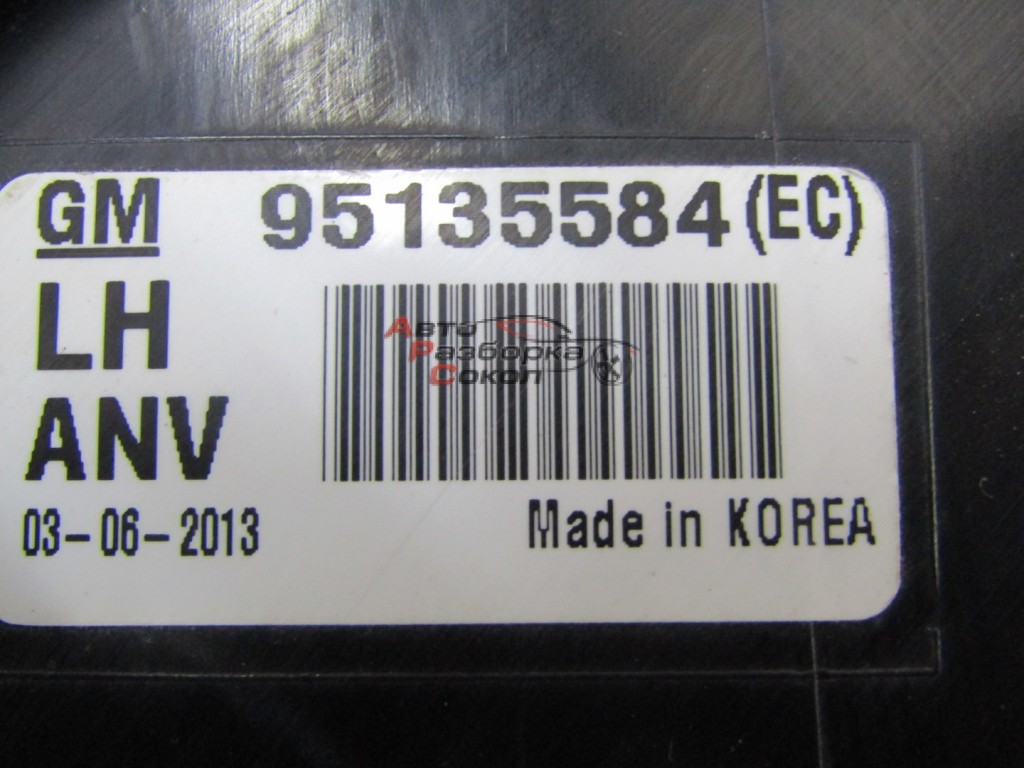 GM 95135584 (EC)
LH
ANV
Авто
Разборка
Сокол
03-06-2013
Made in KOREA